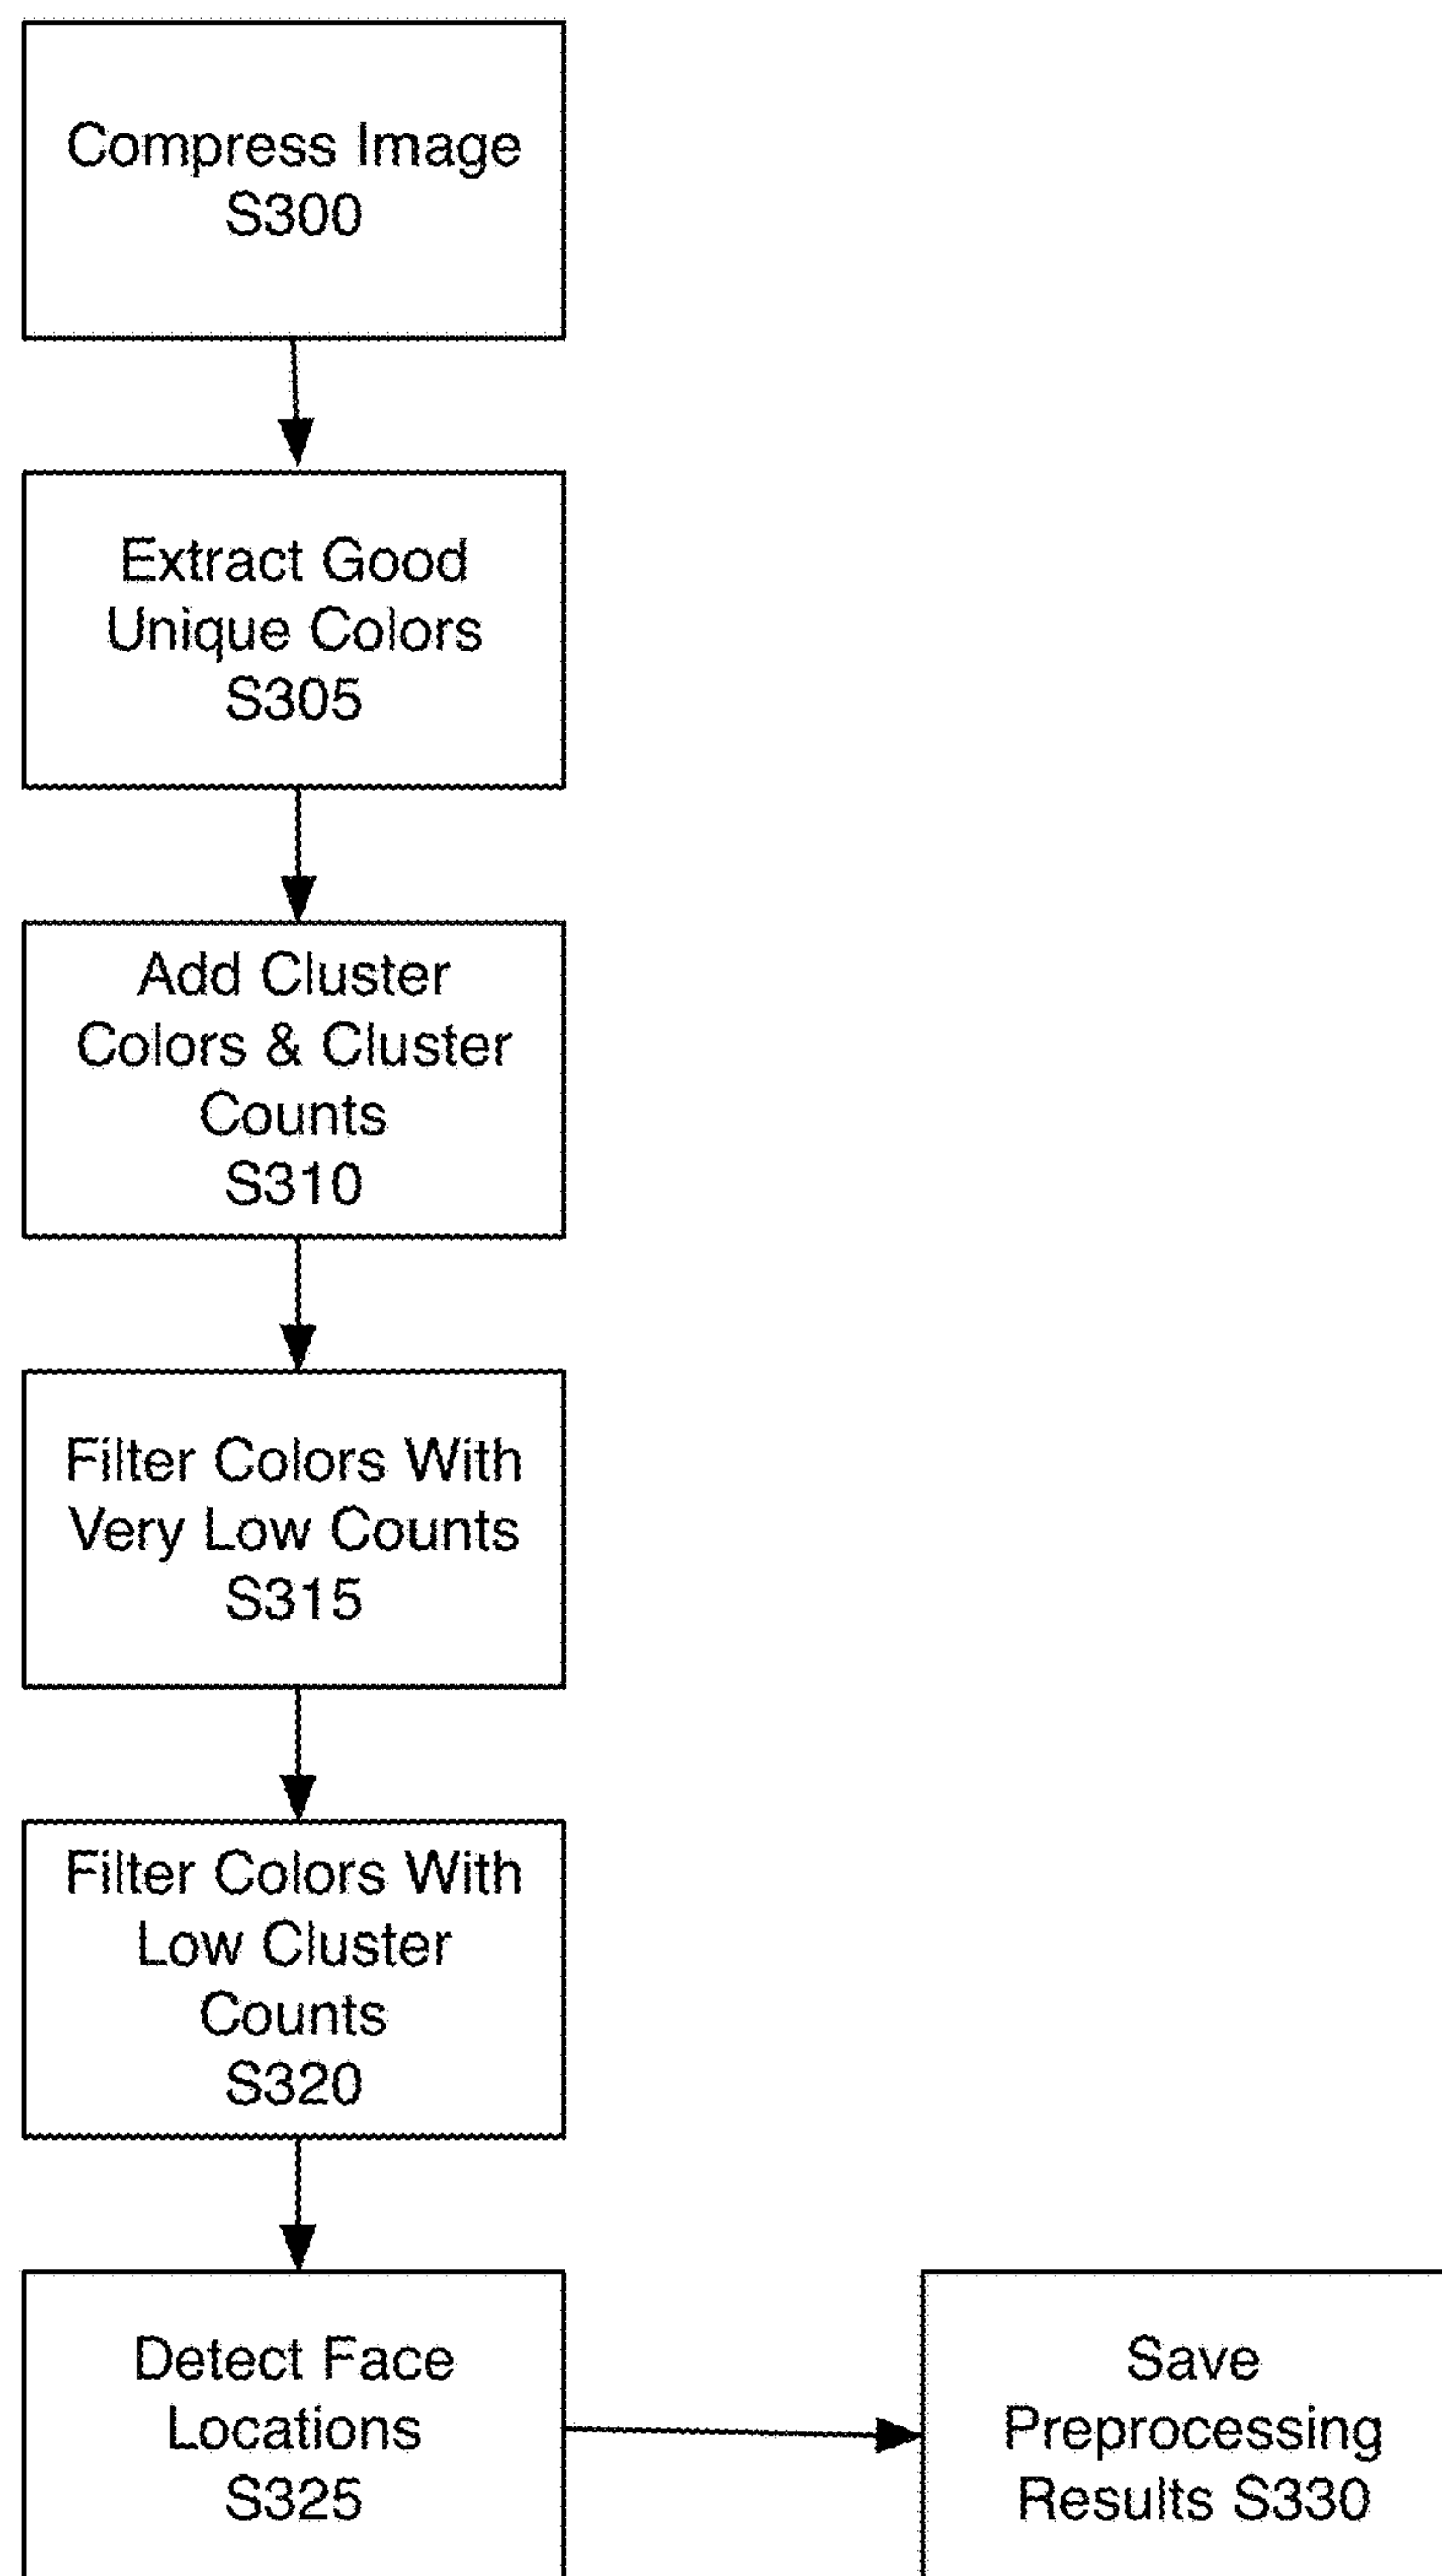 Compress Image
S300
Extract Good
Unique Colors
S305
Add Cluster
Colors & Cluster
Counts
S310
Filter Colors With
Very Low Counts
S315
Filter Colors With
Low Cluster
Counts
S320
Detect Face
Locations
S325
Save
Preprocessing
Results S330